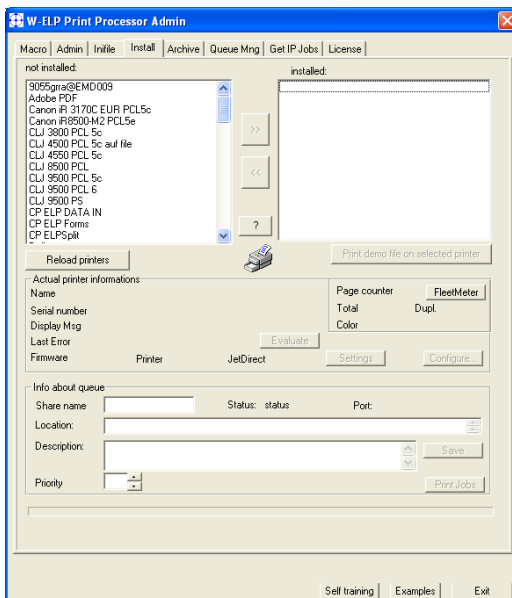 W-ELP Print Processor Admin
Macro Admin Inifile Install Archive Queue Mng Get IP Jobs License
not installed: installed:
9055grra@EMD009
Adobe PDF
Canon iR 3170C EUR PCL5c
Canon iR8500-M2 PCL5e
CLJ 3800 PCL 5c
CLJ 4500 PCL 5c auf file
CLJ 4550 PCL 5c
CLJ 8500 PCL
CLJ 9500 PCL 5c
CLJ 9500 PCL 6
CLJ 9500 PS
CP ELP DATA IN
CP ELP Forms
CP ELPSplit
>>
<<
?
Reload printers
Print demo file on selected printer
Actual printer informations
Name
Serial number
Display Msg
Last Error Evaluate
Firmware Printer JetDirect Settings Configure...
Page counter FleetMeter
Total Dupl.
Color
Info about queue
Share name Status: status Port:
Location:
Description: Save
Priority Print Jobs
Self training Examples Exit